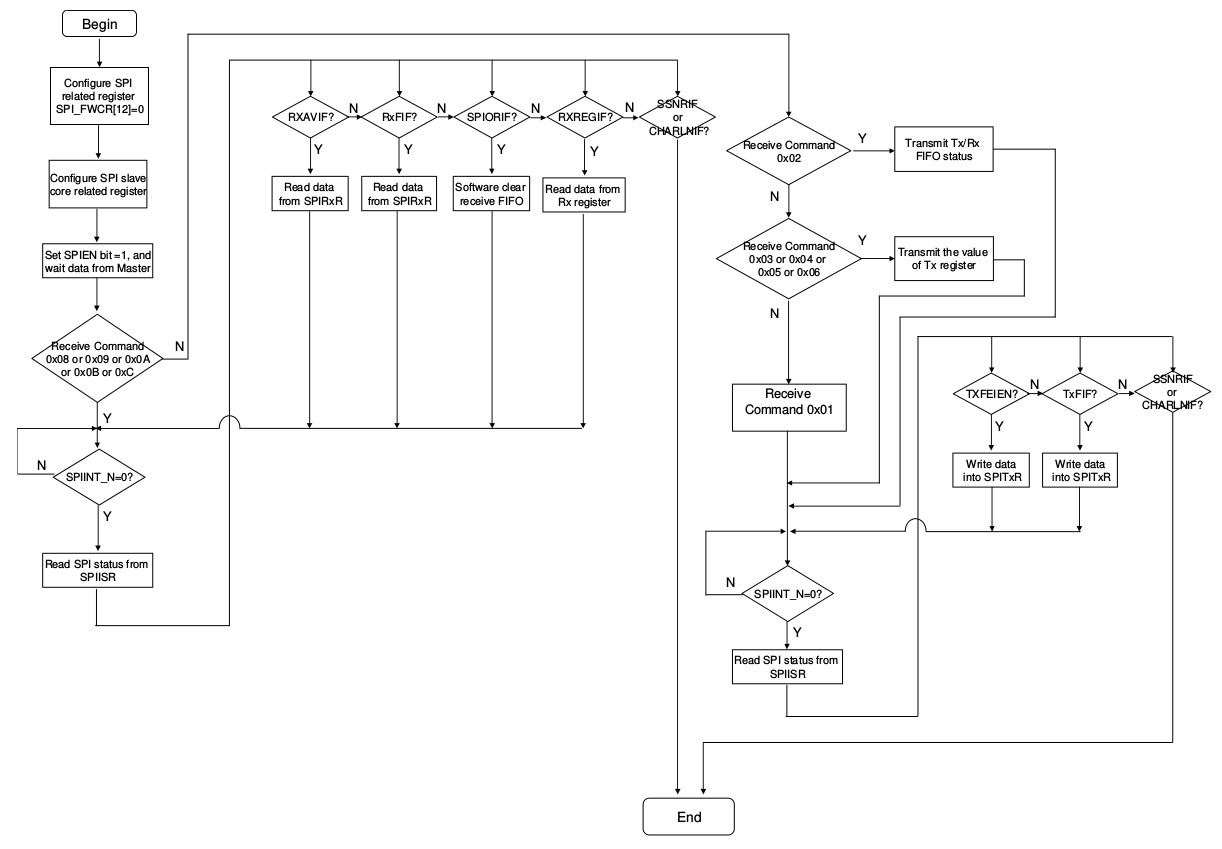 Begin
Configure SPI
related register
SPI_FWCR[12]=0
Configure SPI slave
core related register
Set SPIEN bit =1, and
wait data from Master
Receive Command
0x08 or 0x09 or 0x0A
or 0x0B or 0xC
N
Y
SPIINT_N=0?
N
Y
Read SPI status from
SPIISR
RXAVIF?
N
Y
Read data
from SPIRxR
RxFIF?
N
Y
Read data
from SPIRxR
SPIORIF?
N
Y
Software clear
receive FIFO
RXREGIF?
N
Y
Read data from
Rx register
SSNRIF
or
CHARLNIF?
Receive Command
0x02
Y
Transmit Tx/Rx
FIFO status
N
Receive Command
0x03 or 0x04 or
0x05 or 0x06
Y
Transmit the value
of Tx register
N
Receive
Command 0x01
SPIINT_N=0?
N
Y
Read SPI status from
SPIISR
TXFEIEN?
N
Y
Write data
into SPITxR
TxFIF?
N
Y
Write data
into SPITxR
SSNRIF
or
CHARLNIF?
End